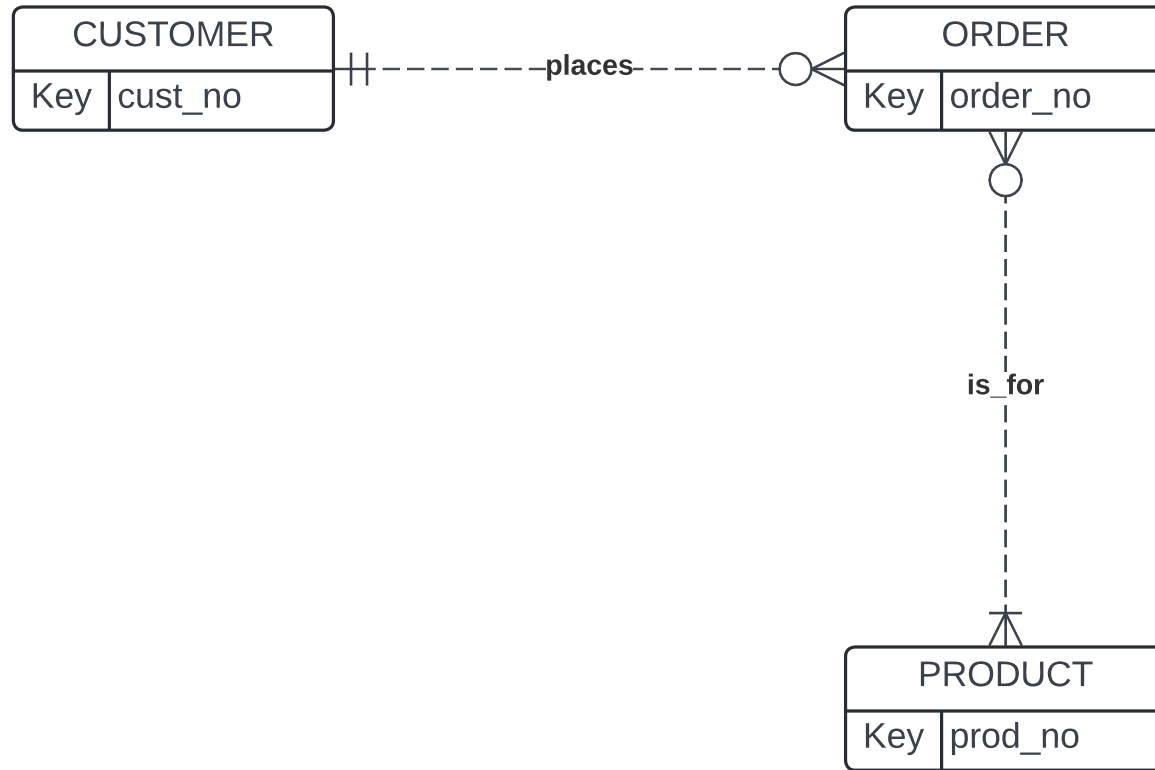 CUSTOMER
Key cust_no
places
ORDER
Key order_no
is_for
PRODUCT
Key prod_no